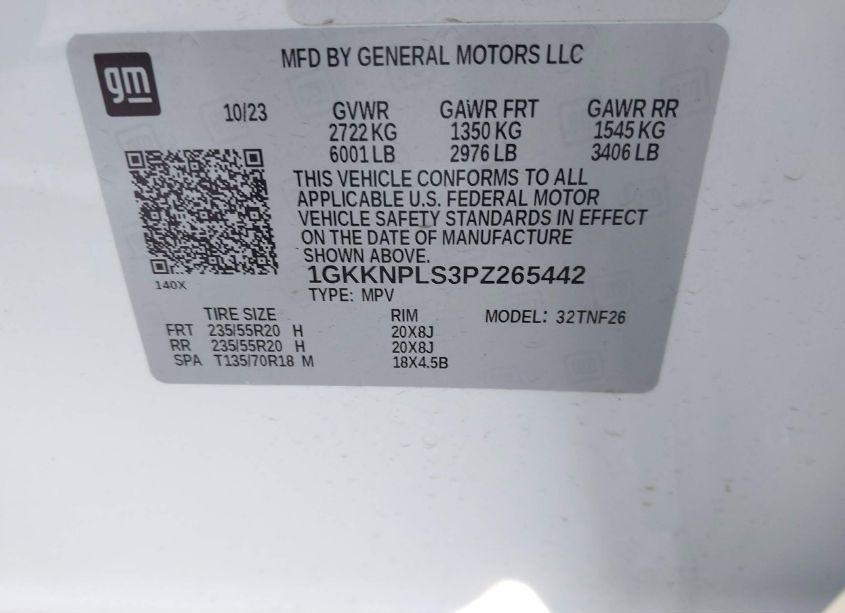 gm
MFD BY GENERAL MOTORS LLC
10/23 GVWR GAWR FRT GAWR RR
2722 KG 1350 KG 1545 KG
6001 LB 2976 LB 3406 LB
THIS VEHICLE CONFORMS TO ALL
APPLICABLE U.S. FEDERAL MOTOR
VEHICLE SAFETY STANDARDS IN EFFECT
ON THE DATE OF MANUFACTURE
SHOWN ABOVE.
1GKKNPLS3PZ265442
140X
TYPE: MPV
TIRE SIZE RIM MODEL: 32TNF26
FRT 235/55R20 H 20X8J
RR 235/55R20 H 20X8J
SPA T135/70R18 M 18X4.5B